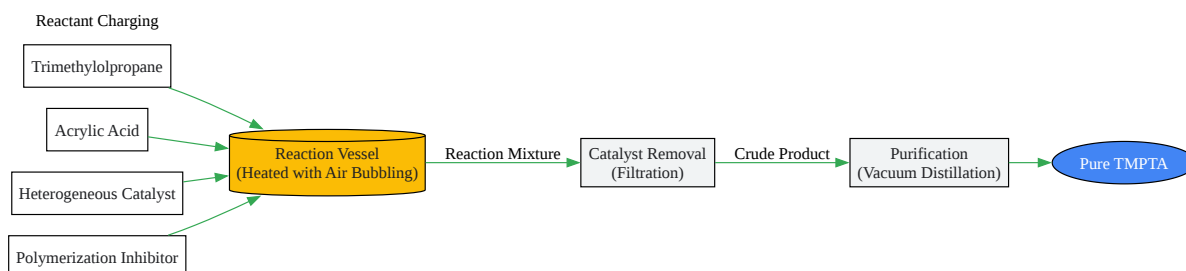 Reactant Charging
Trimethylolpropane
Acrylic Acid
Heterogeneous Catalyst
Polymerization Inhibitor
Reaction Vessel
(Heated with Air Bubbling)
Reaction Mixture
Catalyst Removal
(Filtration)
Crude Product
Purification
(Vacuum Distillation)
Pure TMPTA